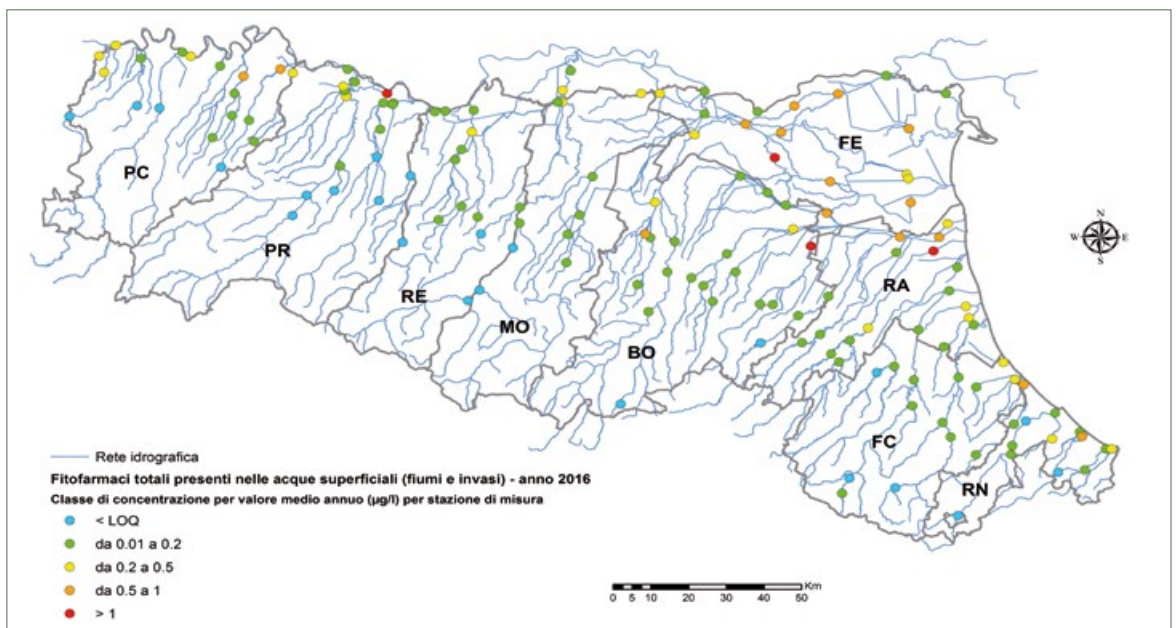 PC
PR
RE
MO
BO
FE
RA
FC
RN
N
W E
S
Rete idrografica
Fitofarmaci totali presenti nelle acque superficiali (fiumi e invasi) - anno 2016
Classe di concentrazione per valore medio annuo (µg/l) per stazione di misura
< LOQ
da 0.01 a 0.2
da 0.2 a 0.5
da 0.5 a 1
> 1
Km
0 5 10 20 30 40 50